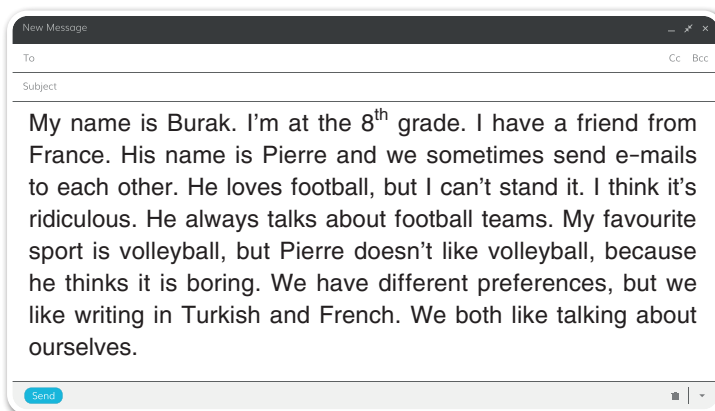 New Message
To Cc Bcc
Subject
My name is Burak. I'm at the 8th grade. I have a friend from
France. His name is Pierre and we sometimes send e-mails
to each other. He loves football, but I can't stand it. I think it's
ridiculous. He always talks about football teams. My favourite
sport is volleyball, but Pierre doesn't like volleyball, because
he thinks it is boring. We have different preferences, but we
like writing in Turkish and French. We both like talking about
ourselves.
Send